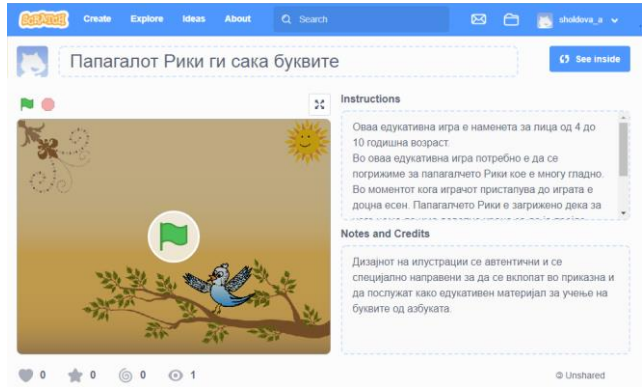 SCRATCH Create Explore Ideas About Search sholdova_a
Папагалот Рики ги сака буквите
See inside
Instructions
Оваа едукативна игра е наменета за лица од 4 до
10 годишна возраст.
Во оваа едукативна игра потребно е да се
погрижиме за папагалчето Рики кое е многу гладно.
Во моментот кога играчот пристапува до играта е
доцна есен. Папагалчето Рики е загрижено дека за
Notes and Credits
Дизајнот на илустрации се автентични и се
специјално направени за да се вклопат во приказна и
да послужат како едукативен материјал за учење на
буквите од азбуката.
0 0 0 1
Unshared